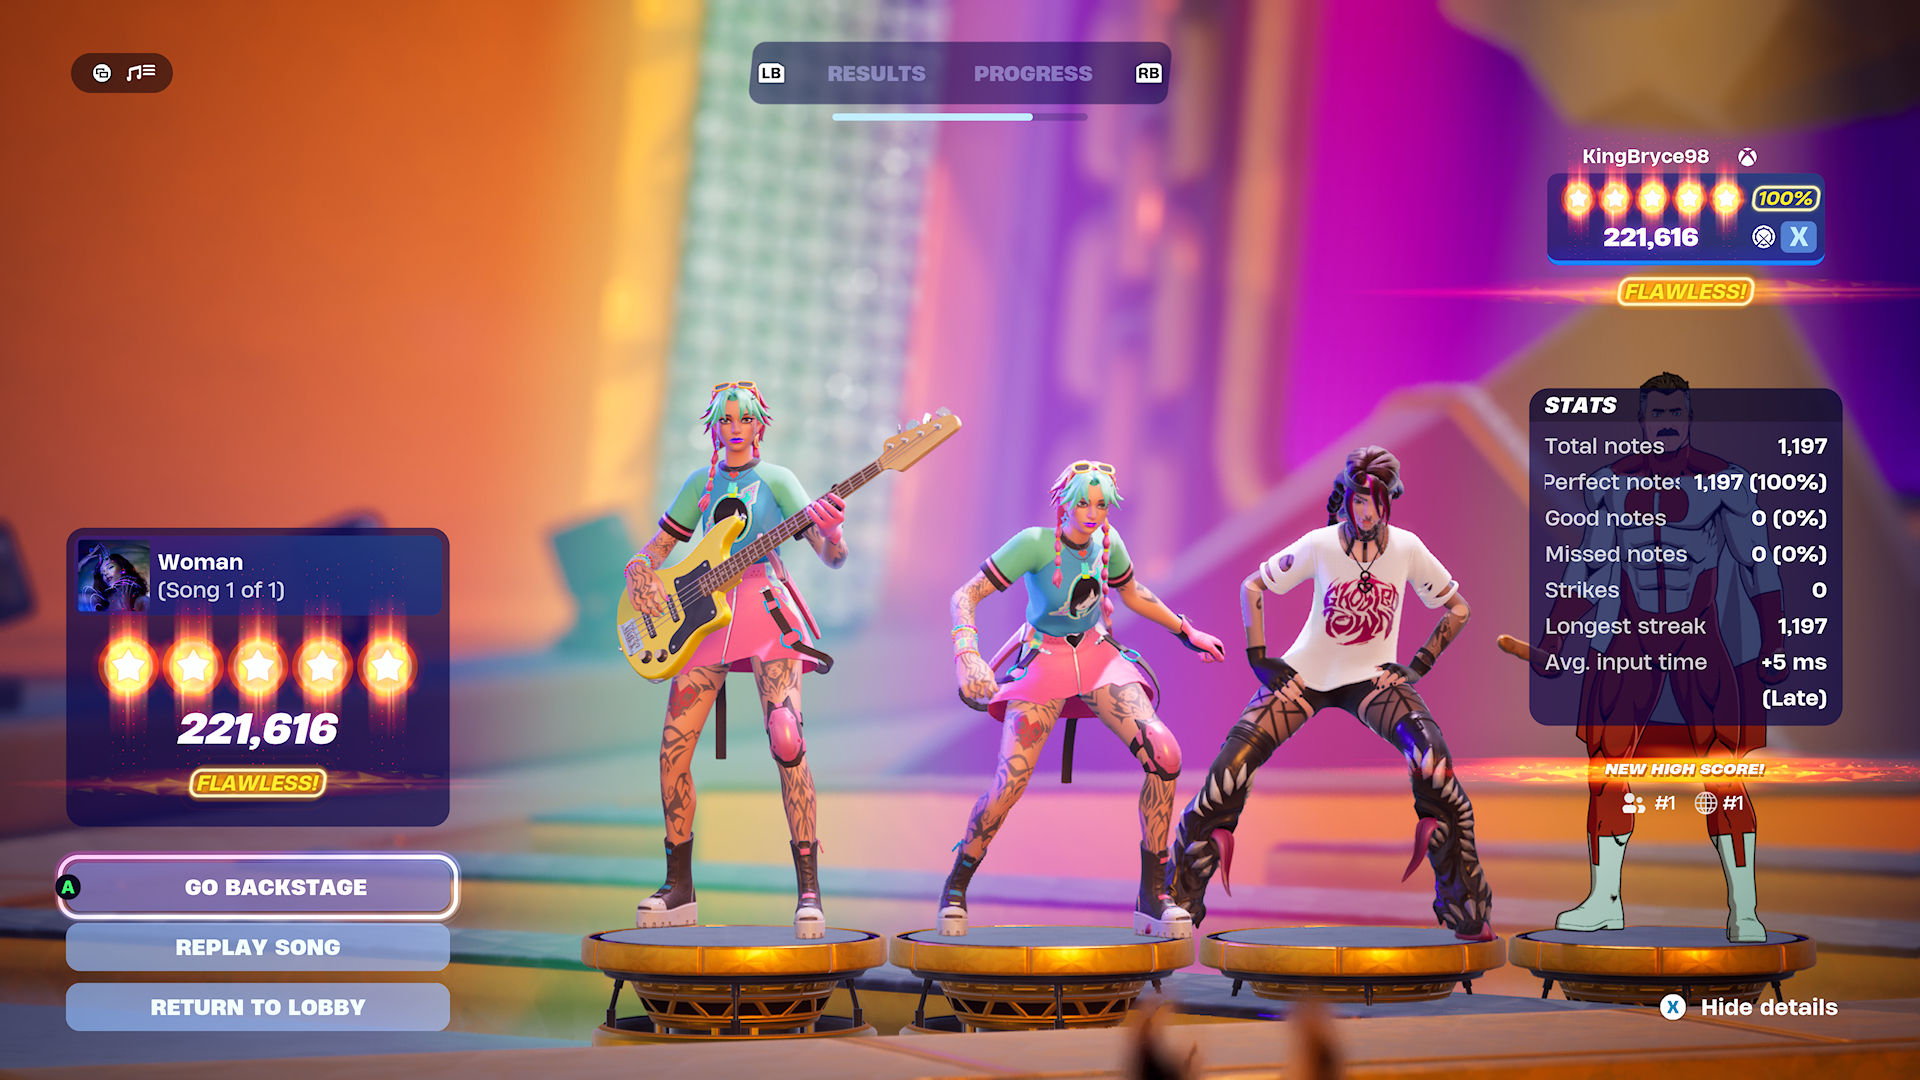 LB RESULTS PROGRESS RB
KingBryce98
100%
221,616
X
FLAWLESS!
STATS
Total notes 1,197
Perfect notes 1,197 (100%)
Good notes 0 (0%)
Missed notes 0 (0%)
Strikes 0
Longest streak 1,197
Avg. input time +5 ms
(Late)
NEW HIGH SCORE!
#1 #1
Woman
(Song 1 of 1)
221,616
FLAWLESS!
A GO BACKSTAGE
REPLAY SONG
RETURN TO LOBBY
X Hide details